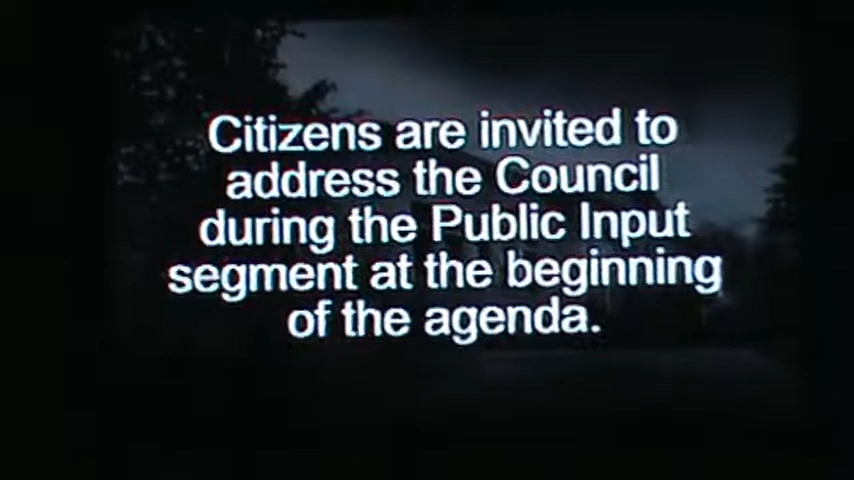 Citizens are invited to
address the Council
during the Public Input
segment at the beginning
of the agenda.